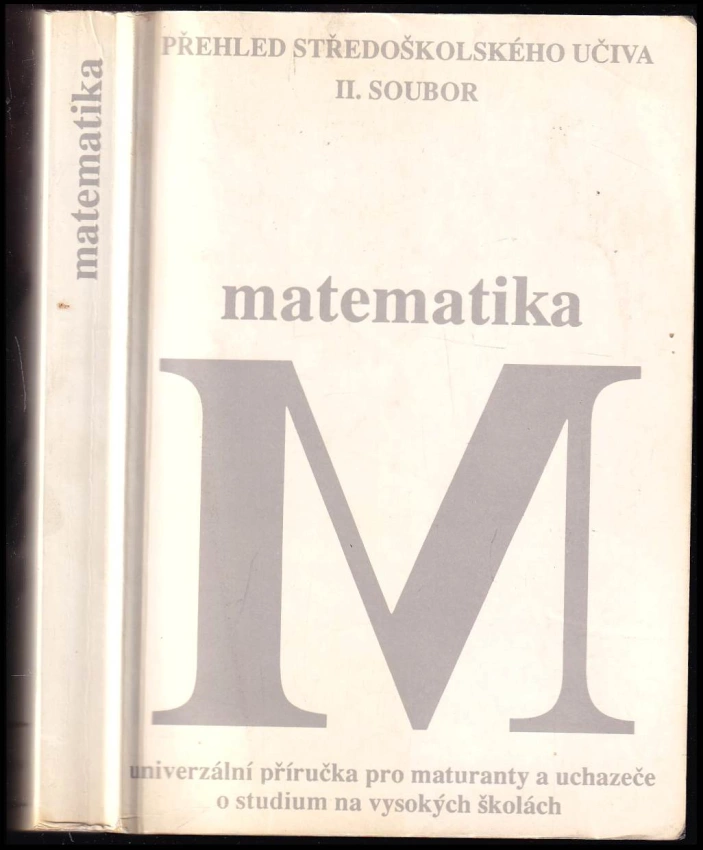 matematika
PŘEHLED STŘEDOŠKOLSKÉHO UČIVA
II. SOUBOR
matematika
M
univerzální příručka pro maturanty a uchazeče
o studium na vysokých školách